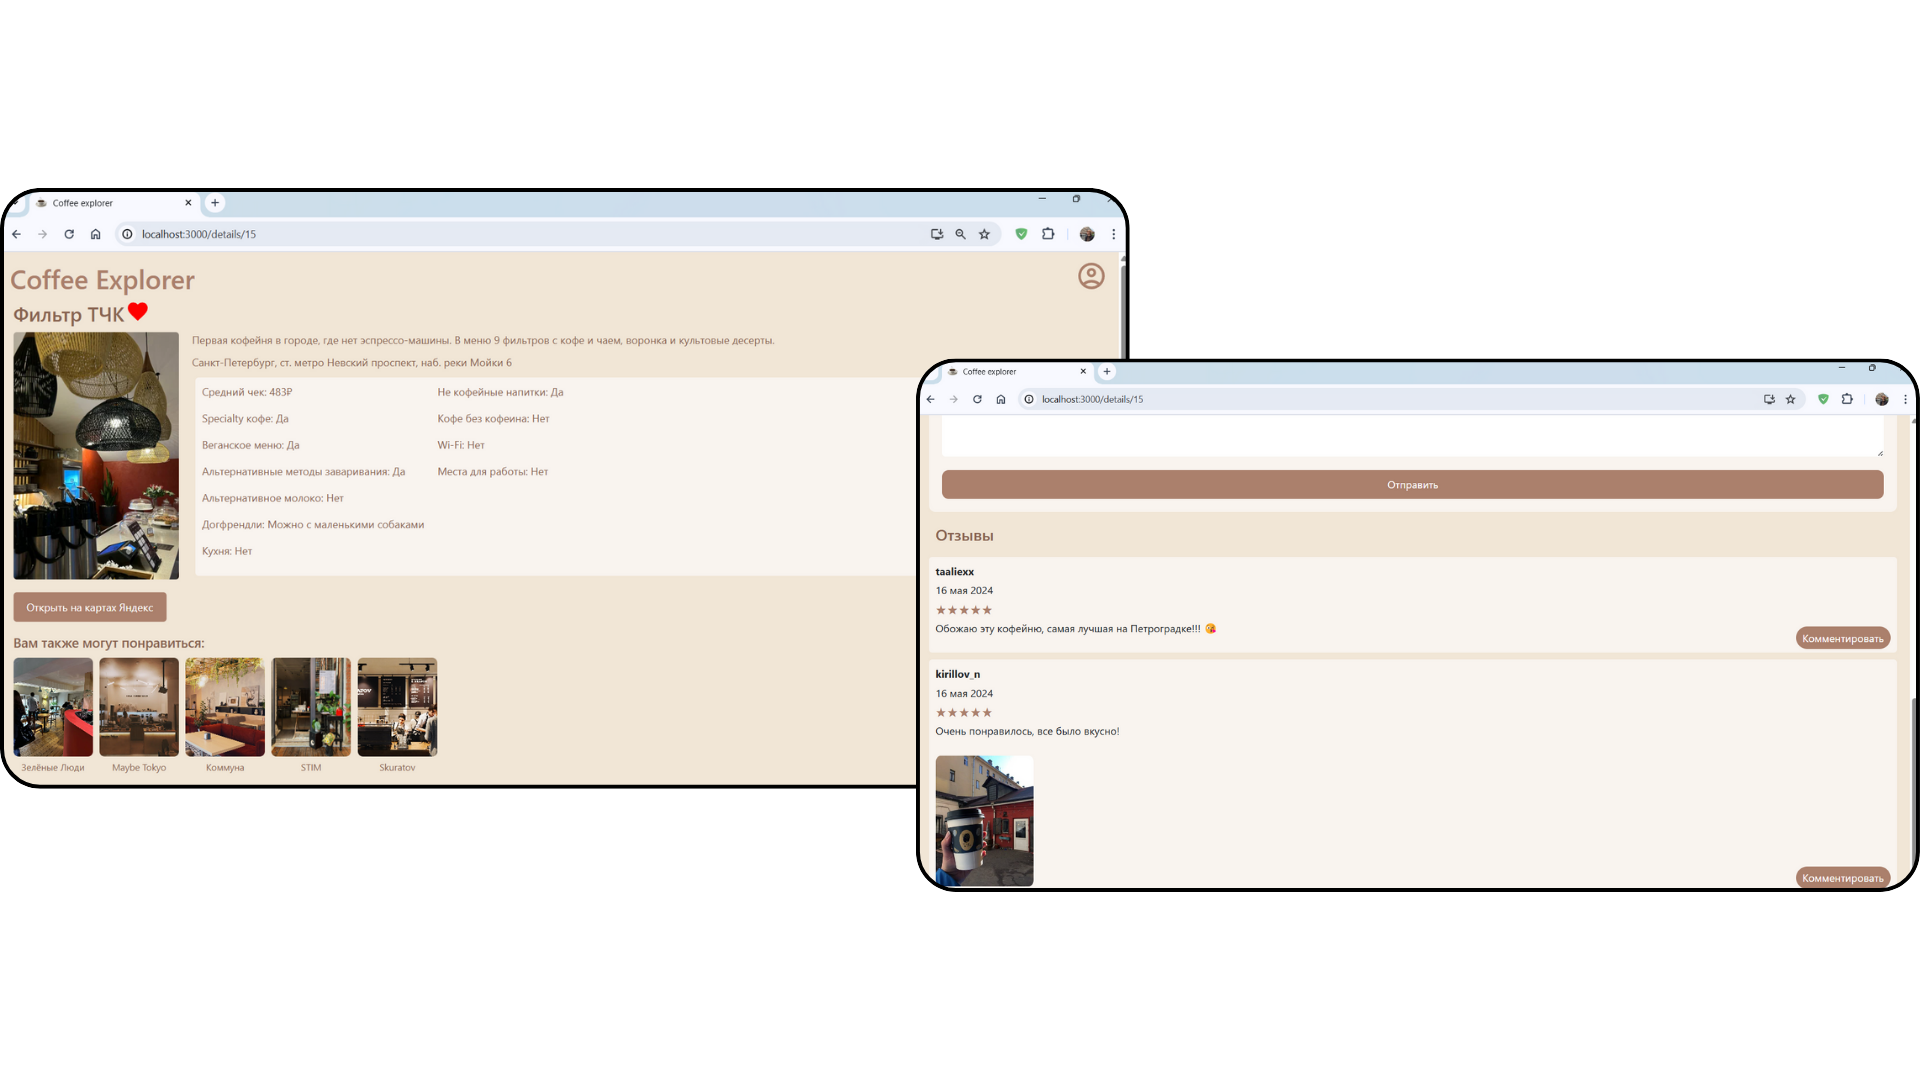 Coffee explorer
localhost:3000/details/15
Coffee Explorer
Фильтр ТЧК
Первая кофейня в городе, где нет эспрессо-машины. В меню 9 фильтров с кофе и чаем, воронка и культовые десерты.
Санкт-Петербург, ст. метро Невский проспект, наб. реки Мойки 6
Средний чек: 483₽
Specialty кофе: Да
Веганское меню: Да
Альтернативные методы заваривания: Да
Альтернативное молоко: Нет
Догфрендли: Можно с маленькими собаками
Кухня: Нет
Не кофейные напитки: Да
Кофе без кофеина: Нет
Wi-Fi: Нет
Места для работы: Нет
Открыть на картах Яндекс
Вам также могут понравиться:
Зелёные Люди
Maybe Tokyo
Коммуна
STIM
Skuratov
Coffee explorer
localhost:3000/details/15
Отправить
Отзывы
taaliexx
16 мая 2024
★★★★★
Обожаю эту кофейню, самая лучшая на Петроградке!!! 😘
Комментировать
kirillov_n
16 мая 2024
★★★★★
Очень понравилось, все было вкусно!
Комментировать